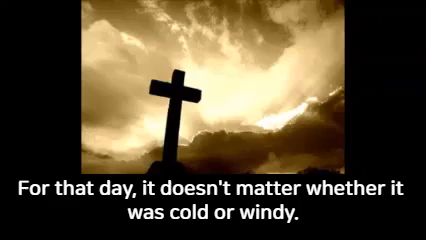 For that day, it doesn't matter whether it
was cold or windy.